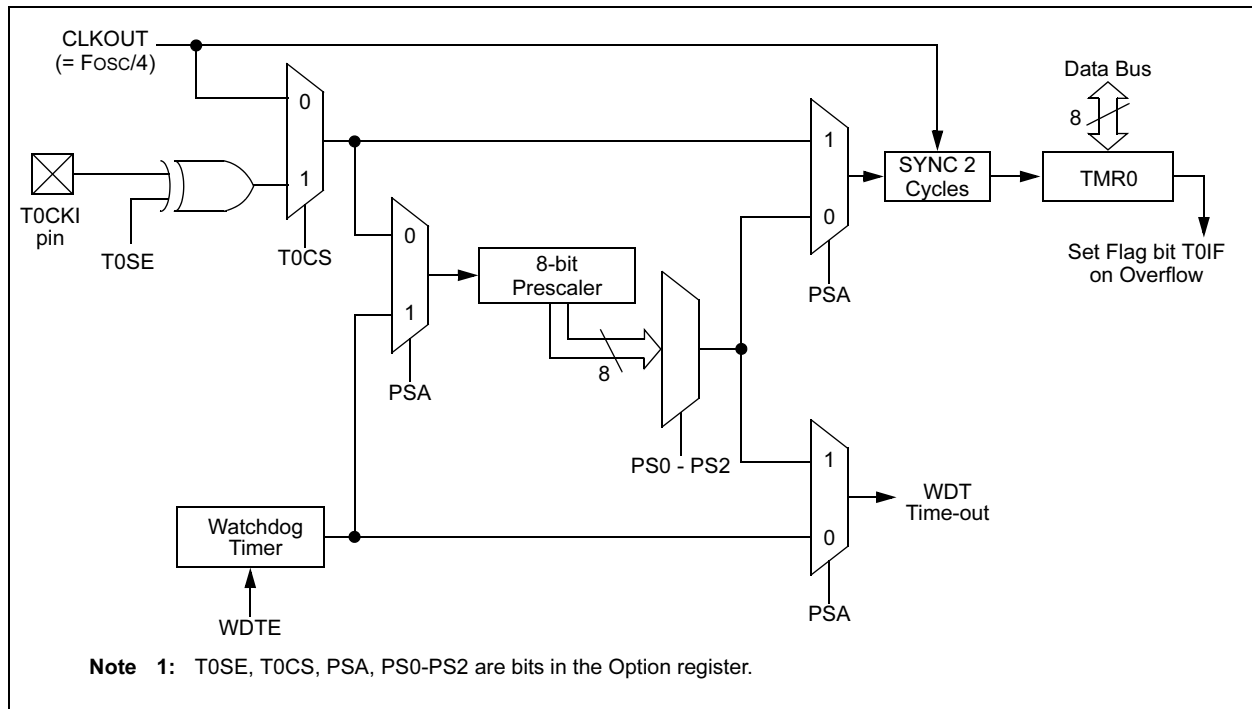 CLKOUT
(= FOSC/4)
Data Bus
8
0
1
1
0
T0CKI
pin
T0SE
T0CS
SYNC 2
Cycles
TMR0
0
1
8-bit
Prescaler
PSA
Set Flag bit T0IF
on Overflow
8
PSA
PS0 - PS2
1
0
WDT
Time-out
Watchdog
Timer
WDTE
PSA
Note 1: T0SE, T0CS, PSA, PS0-PS2 are bits in the Option register.